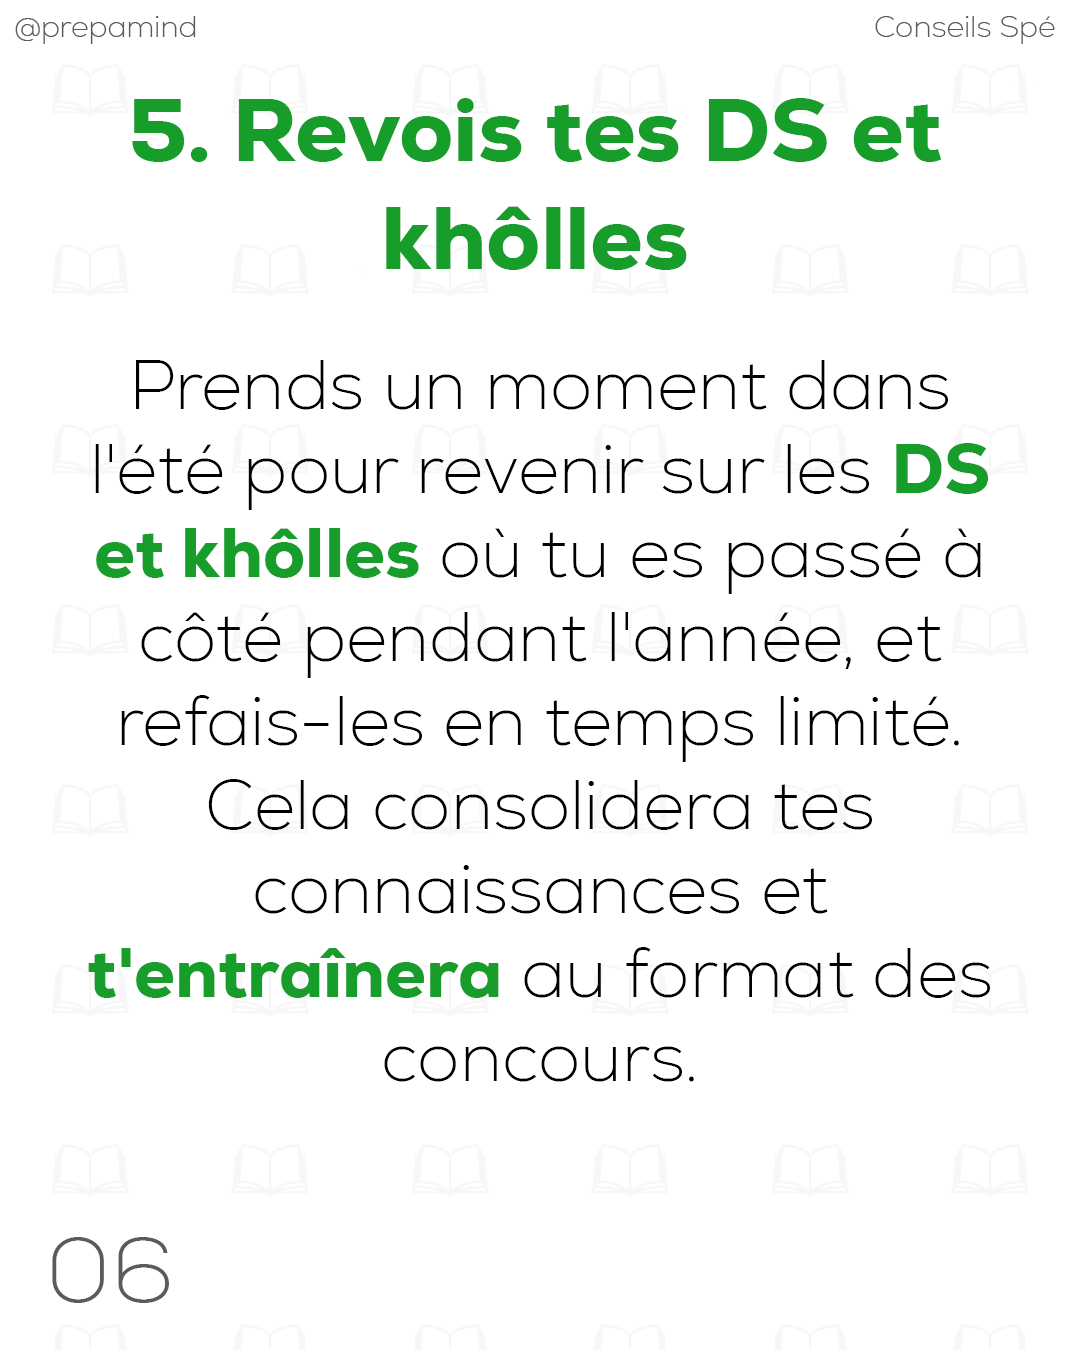 @prepamind
Conseils Spé
5. Revois tes DS et
khôlles
Prends un moment dans
l'été pour revenir sur les DS
et khôlles où tu es passé à
côté pendant l'année, et
refais-les en temps limité.
Cela consolidera tes
connaissances et
t'entraînera au format des
concours.
06